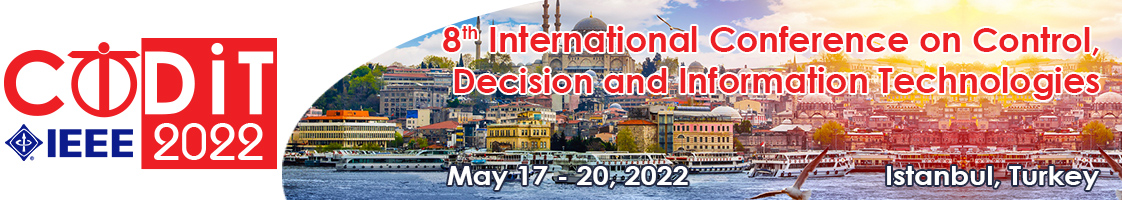 CODiT
IEEE
2022
8th International Conference on Control,
Decision and Information Technologies
May 17 - 20, 2022
Istanbul, Turkey